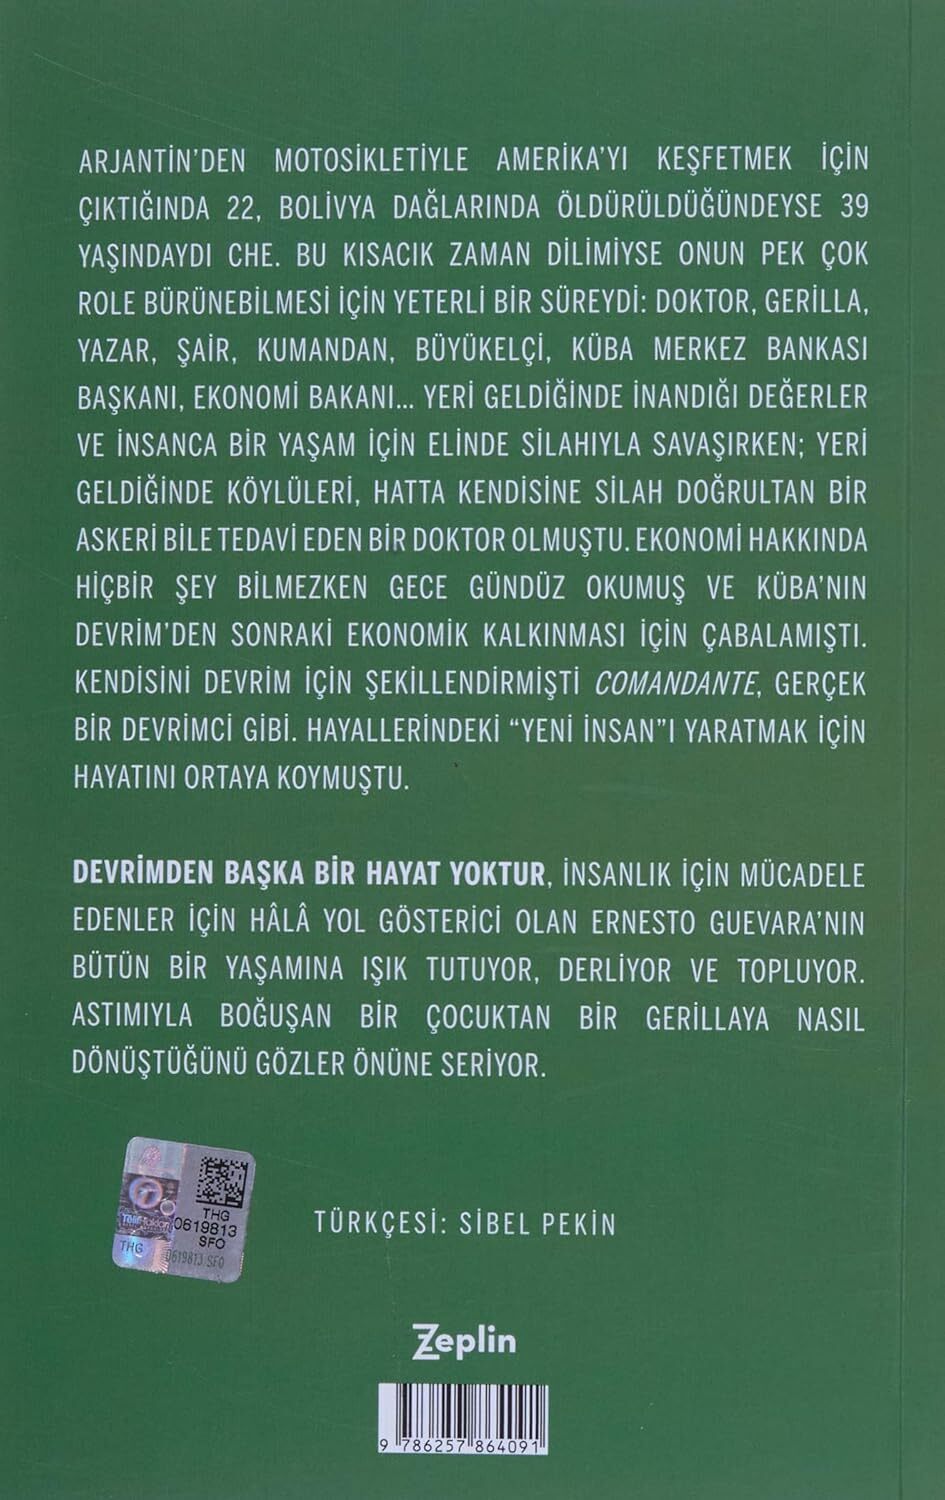 ARJANTİN'DEN MOTOSİKLETİYLE AMERİKA'YI KEŞFETMEK İÇİN
ÇIKTIĞINDA 22, BOLİVYA DAĞLARINDA ÖLDÜRÜLDÜĞÜNDEYSE 39
YAŞINDAYDI CHE. BU KISACIK ZAMAN DİLİMİYSE ONUN PEK ÇOK
ROLE BÜRÜNEBİLMESİ İÇİN YETERLİ BİR SÜREYDİ: DOKTOR, GERİLLA,
YAZAR, ŞAİR, KUMANDAN, BÜYÜKELÇİ, KÜBA MERKEZ BANKASI
BAŞKANI, EKONOMİ BAKANI... YERİ GELDİĞİNDE İNANDIĞI DEĞERLER
VE İNSANCA BİR YAŞAM İÇİN ELİNDE SİLAHIYLA SAVAŞIRKEN; YERİ
GELDİĞİNDE KÖYLÜLERİ, HATTA KENDİSİNE SİLAH DOĞRULTAN BİR
ASKERİ BİLE TEDAVİ EDEN BİR DOKTOR OLMUŞTU. EKONOMİ HAKKINDA
HİÇBİR ŞEY BİLMEZKEN GECE GÜNDÜZ OKUMUŞ VE KÜBA'NIN
DEVRİM'DEN SONRAKİ EKONOMİK KALKINMASI İÇİN ÇABALAMIŞTI.
KENDİSİNİ DEVRİM İÇİN ŞEKİLLENDİRMİŞTİ COMANDANTE, GERÇEK
BİR DEVRİMCİ GİBİ. HAYALLERİNDEKİ “YENİ İNSAN”I YARATMAK İÇİN
HAYATINI ORTAYA KOYMUŞTU.
DEVRİMDEN BAŞKA BİR HAYAT YOKTUR, İNSANLIK İÇİN MÜCADELE
EDENLER İÇİN HÂLÂ YOL GÖSTERİCİ OLAN ERNESTO GUEVARA'NIN
BÜTÜN BİR YAŞAMINA IŞIK TUTUYOR, DERLİYOR VE TOPLUYOR.
ASTIMIYLA BOĞUŞAN BİR ÇOCUKTAN BİR GERİLLAYA NASIL
DÖNÜŞTÜĞÜNÜ GÖZLER ÖNÜNE SERİYOR.
THG
0619813
SFO
THG
0619813 SFO
TÜRKÇESİ: SİBEL PEKİN
Zeplin
9 786257 864091